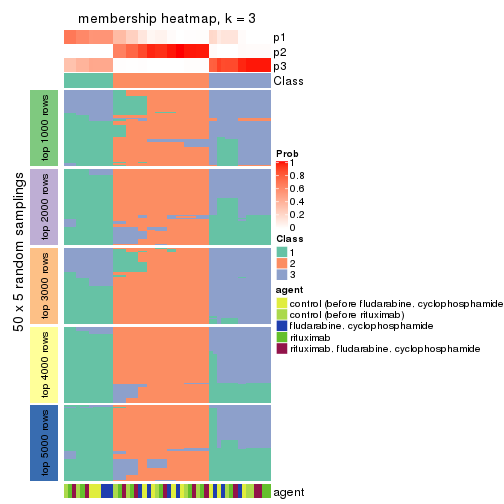 membership heatmap, k = 3
p1
p2
p3
Class
50 x 5 random samplings
top 1000 rows
top 2000 rows
top 3000 rows
top 4000 rows
top 5000 rows
Prob
1
0.8
0.6
0.4
0.2
0
Class
1
2
3
agent
control (before fludarabine. cyclophosphamide
control (before rituximab)
fludarabine. cyclophosphamide
rituximab
rituximab. fludarabine. cyclophosphamide
agent